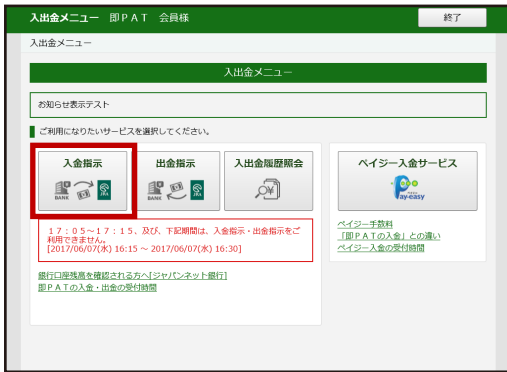 入出金メニュー 即PAT 会員様
終了
入出金メニュー
入出金メニュー
お知らせ表示テスト
ご利用になりたいサービスを選択してください。
入金指示
出金指示
入出金履歴照会
ペイジー入金サービス
BANK
JRA
BANK
JRA
Pay-easy
17:05~17:15、及び、下記期間は、入金指示・出金指示をご
利用できません。
[2017/06/07(水) 16:15 ~ 2017/06/07(水) 16:30]
ペイジー手数料
「即PATの入金」との違い
ペイジー入金の受付時間
銀行口座残高を確認される方へ[ジャパンネット銀行]
即PATの入金・出金の受付時間